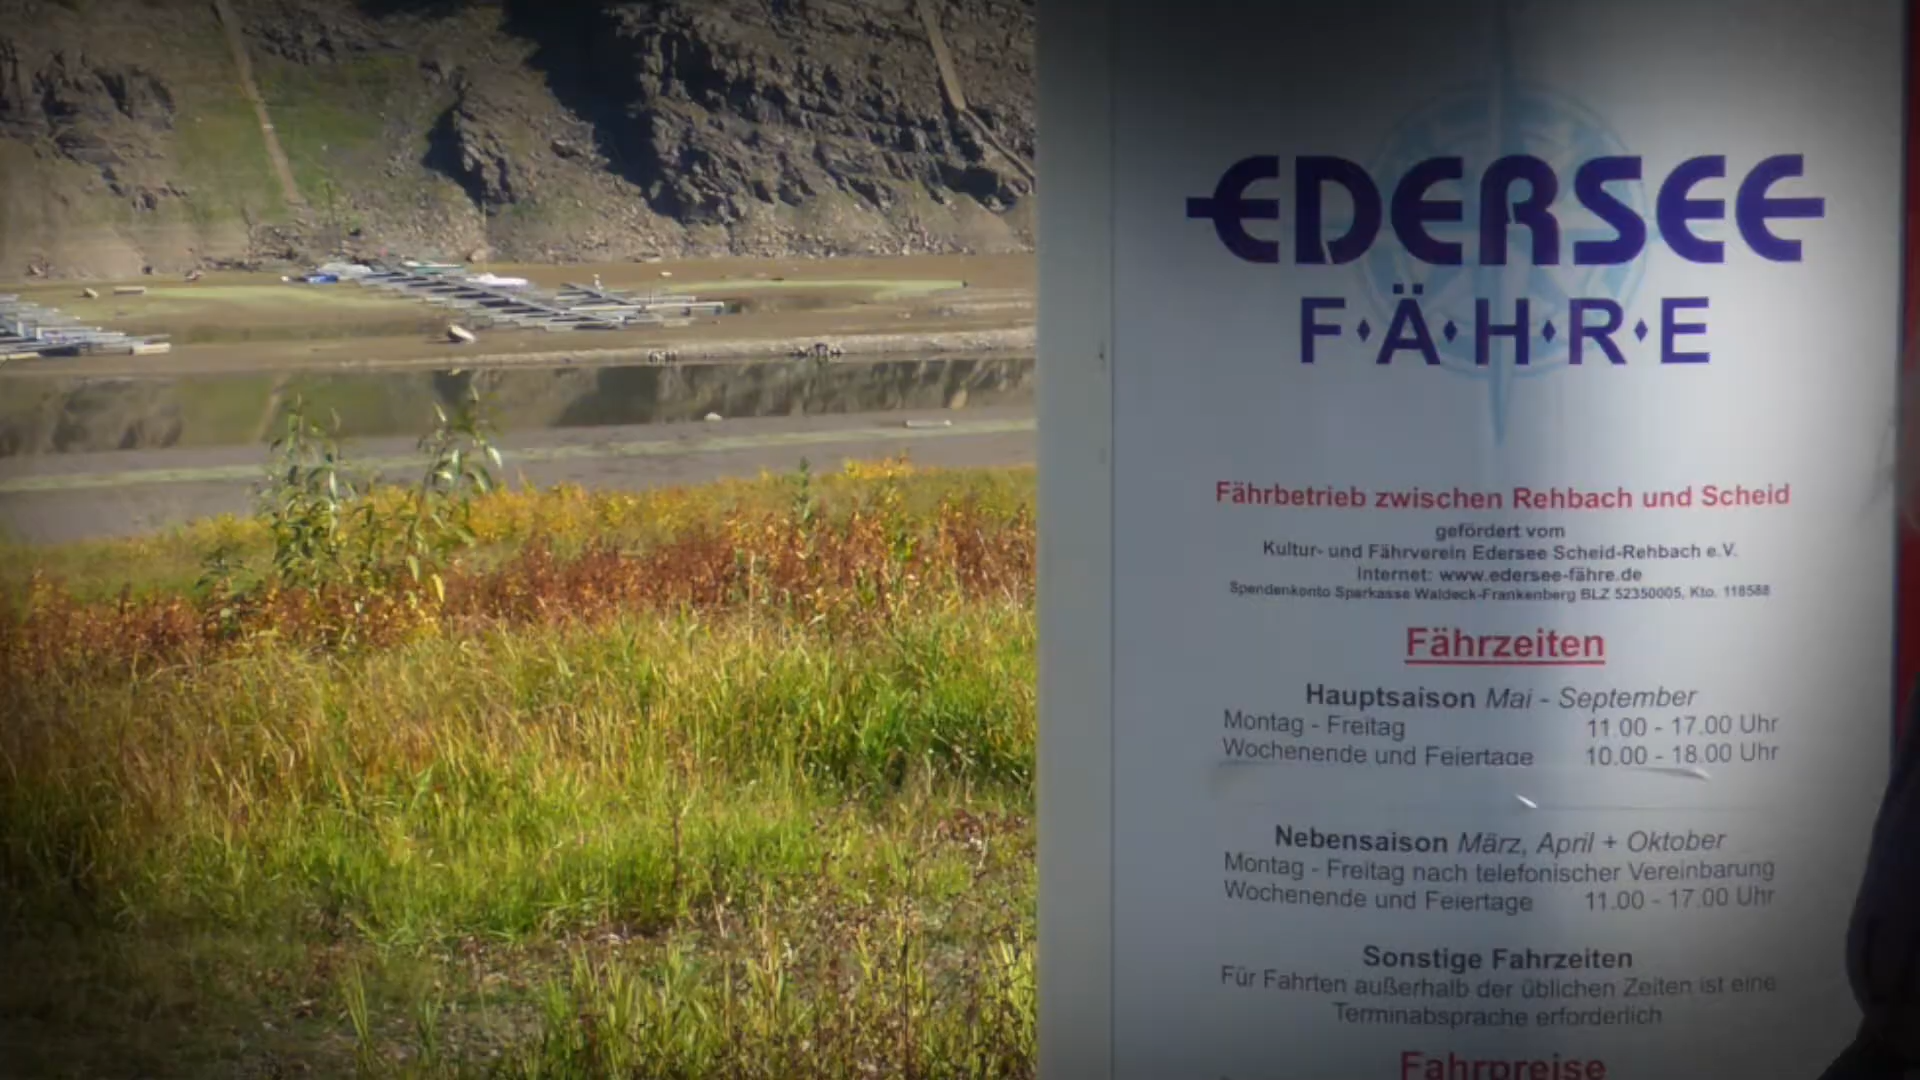 EDERSEE
F·Ä·H·R·E
Fährbetrieb zwischen Rehbach und Scheid
gefördert vom
Kultur- und Fährverein Edersee Scheid-Rehbach e.V.
Internet: www.edersee-fähre.de
Spendenkonto Sparkasse Waldeck-Frankenberg BLZ 52350005, Kto. 118588
Fährzeiten
Hauptsaison Mai - September
Montag - Freitag 11.00 - 17.00 Uhr
Wochenende und Feiertage 10.00 - 18.00 Uhr
Nebensaison März, April + Oktober
Montag - Freitag nach telefonischer Vereinbarung
Wochenende und Feiertage 11.00 - 17.00 Uhr
Sonstige Fahrzeiten
Für Fahrten außerhalb der üblichen Zeiten ist eine
Terminabsprache erforderlich
Fahrpreise